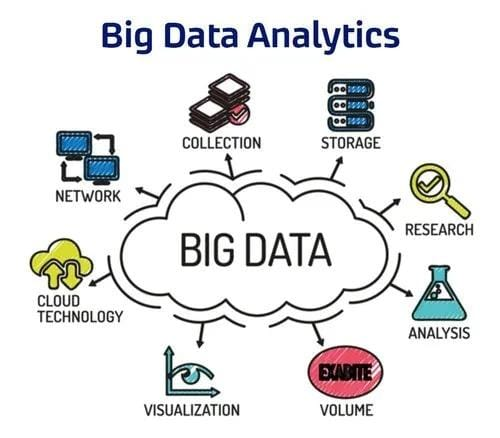 Big Data Analytics
COLLECTION
STORAGE
NETWORK
RESEARCH
BIG DATA
CLOUD
TECHNOLOGY
ANALYSIS
EXABITE
VISUALIZATION
VOLUME